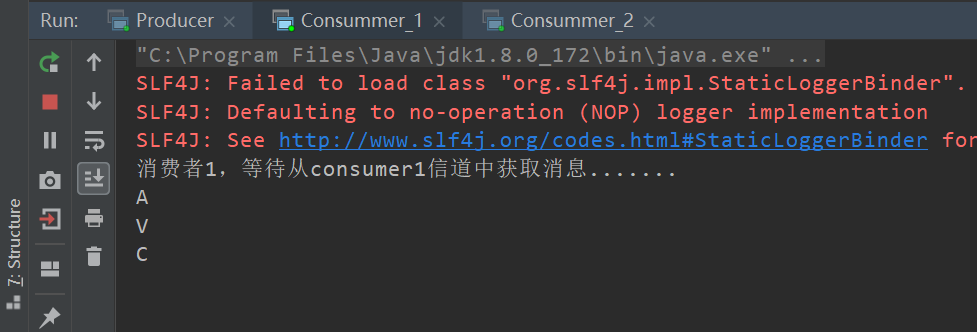 Run: Producer × Consummer_1 × Consummer_2 ×
"C:\Program Files\Java\jdk1.8.0_172\bin\java.exe" ...
SLF4J: Failed to load class "org.slf4j.impl.StaticLoggerBinder".
SLF4J: Defaulting to no-operation (NOP) logger implementation
SLF4J: See http://www.slf4j.org/codes.html#StaticLoggerBinder for
消费者1，等待从consumer1信道中获取消息.......
A
V
C
7: Structure